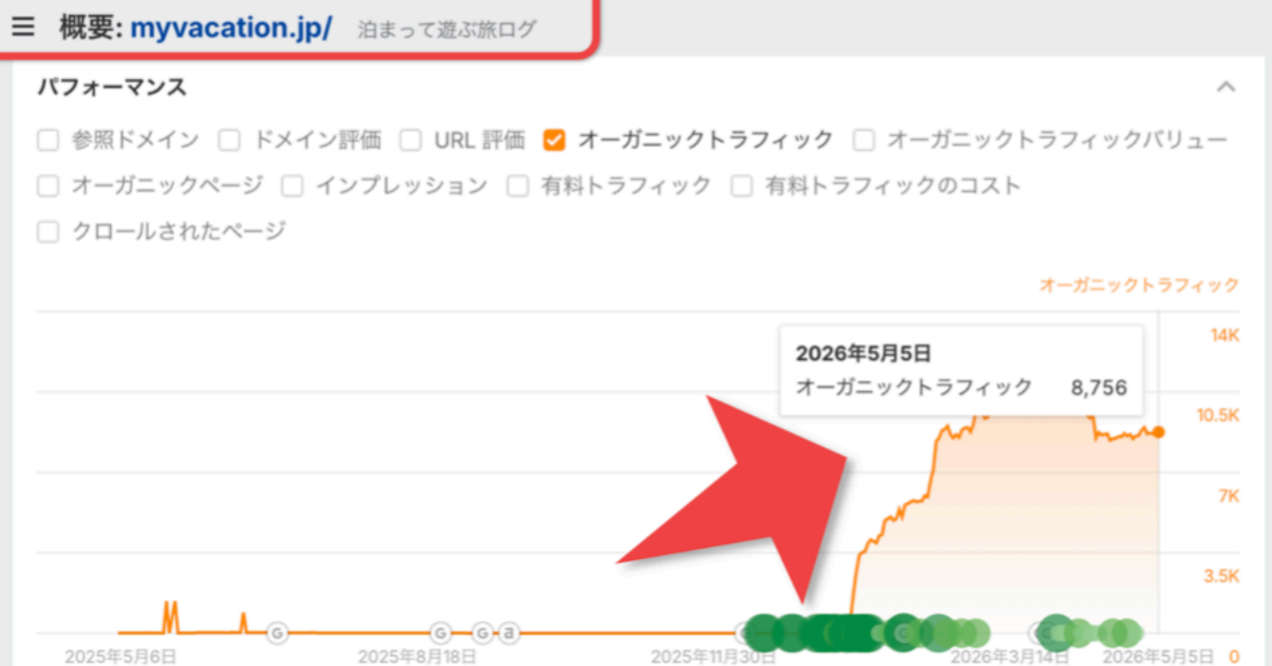 概要: myvacation.jp/ 泊まって遊ぶ旅ログ
パフォーマンス
参照ドメイン ドメイン評価 URL 評価 オーガニックトラフィック オーガニックトラフィックバリュー
オーガニックページ インプレッション 有料トラフィック 有料トラフィックのコスト
クロールされたページ
オーガニックトラフィック
14K
2026年5月5日
オーガニックトラフィック 8,756
10.5K
7K
3.5K
G G G a G
2025年5月6日 2025年8月18日 2025年11月30日 2026年3月14日 2026年5月5日 0